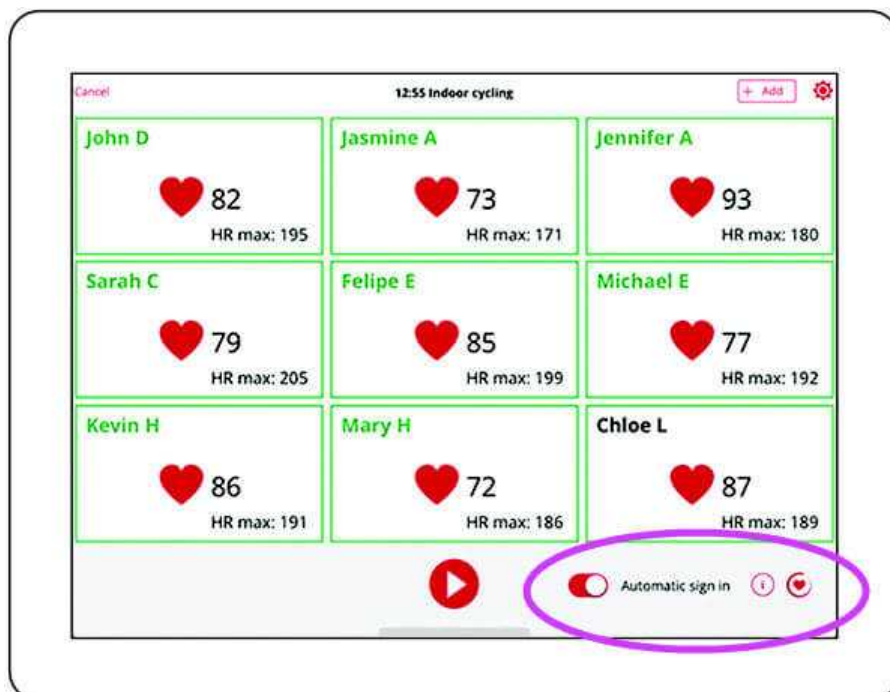 Cancel
12:55 Indoor cycling
+ Add
John D
82
HR max: 195
Jasmine A
73
HR max: 171
Jennifer A
93
HR max: 180
Sarah C
79
HR max: 205
Felipe E
85
HR max: 199
Michael E
77
HR max: 192
Kevin H
86
HR max: 191
Mary H
72
HR max: 186
Chloe L
87
HR max: 189
Automatic sign in
i